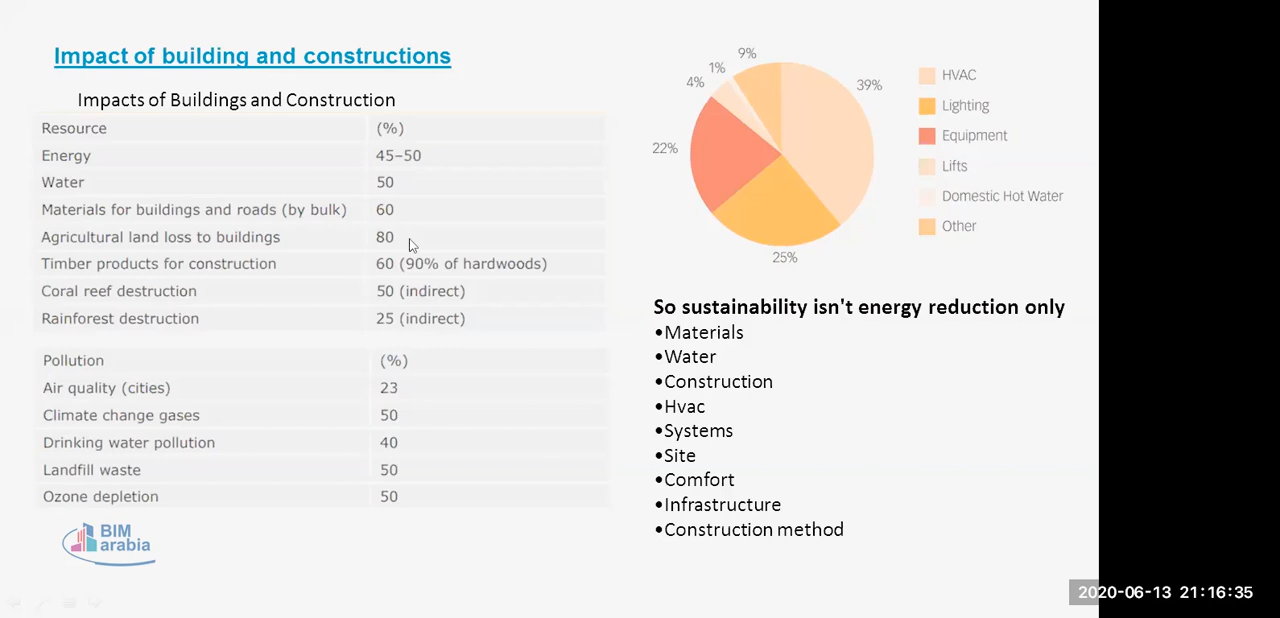 Impact of building and constructions
Impacts of Buildings and Construction
Resource (%)
Energy 45–50
Water 50
Materials for buildings and roads (by bulk) 60
Agricultural land loss to buildings 80
Timber products for construction 60 (90% of hardwoods)
Coral reef destruction 50 (indirect)
Rainforest destruction 25 (indirect)
Pollution (%)
Air quality (cities) 23
Climate change gases 50
Drinking water pollution 40
Landfill waste 50
Ozone depletion 50
BIM
arabia
9%
1%
4%
39%
22%
25%
HVAC
Lighting
Equipment
Lifts
Domestic Hot Water
Other
So sustainability isn't energy reduction only
•Materials
•Water
•Construction
•Hvac
•Systems
•Site
•Comfort
•Infrastructure
•Construction method
2020-06-13 21:16:35